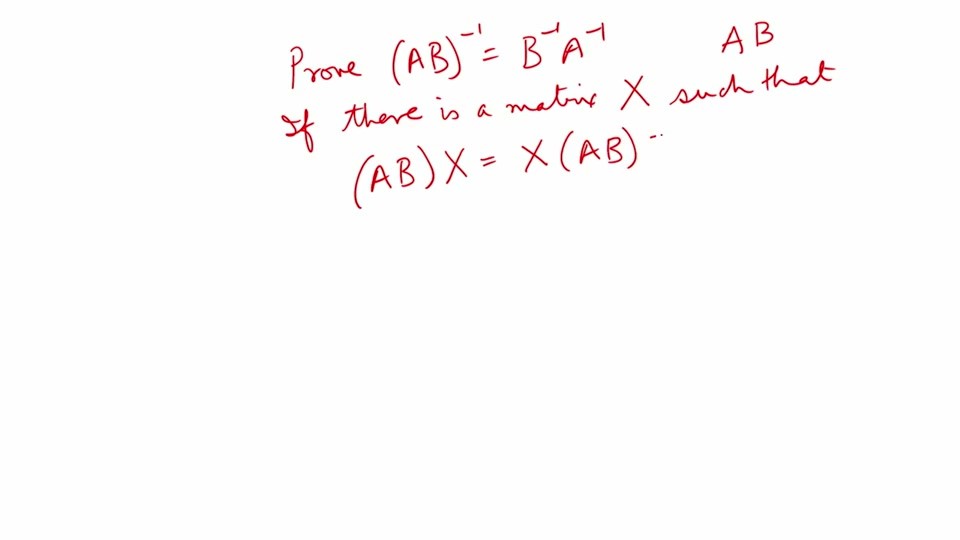 Prove (AB)⁻¹ = B⁻¹A⁻¹ AB
If there is a matrix X such that
(AB)X = X(AB)